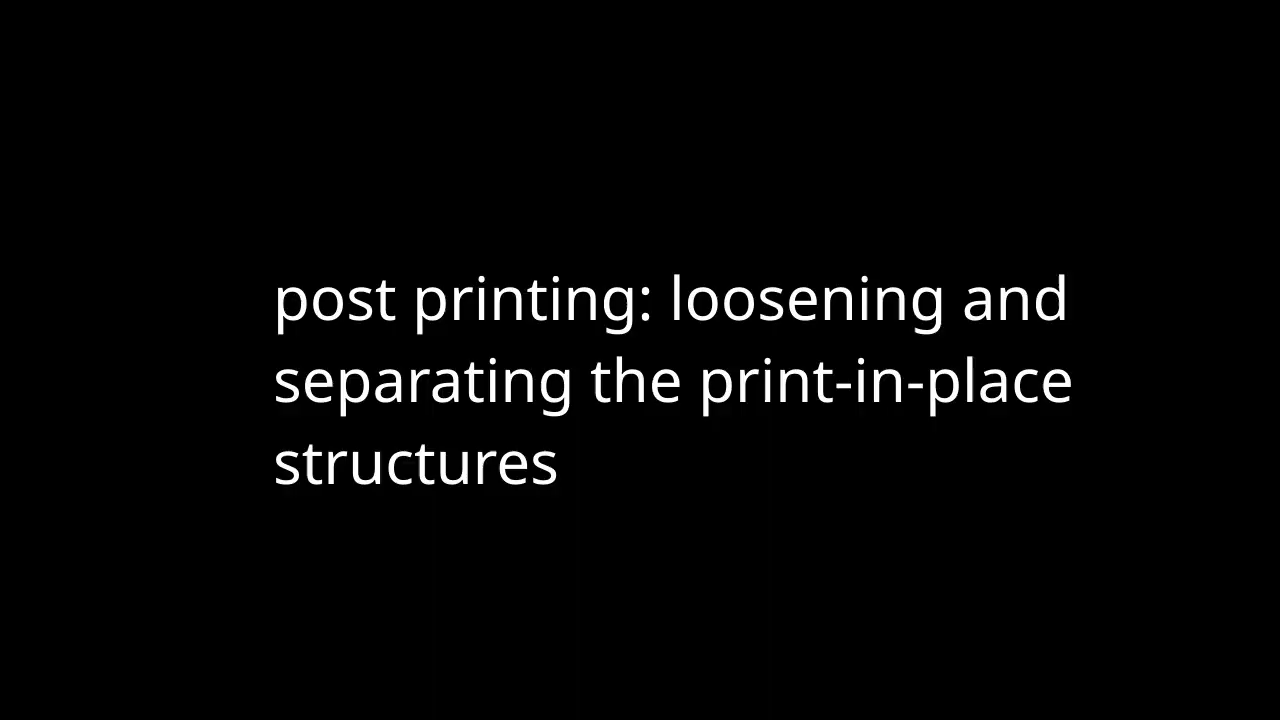 post printing: loosening and
separating the print-in-place
structures